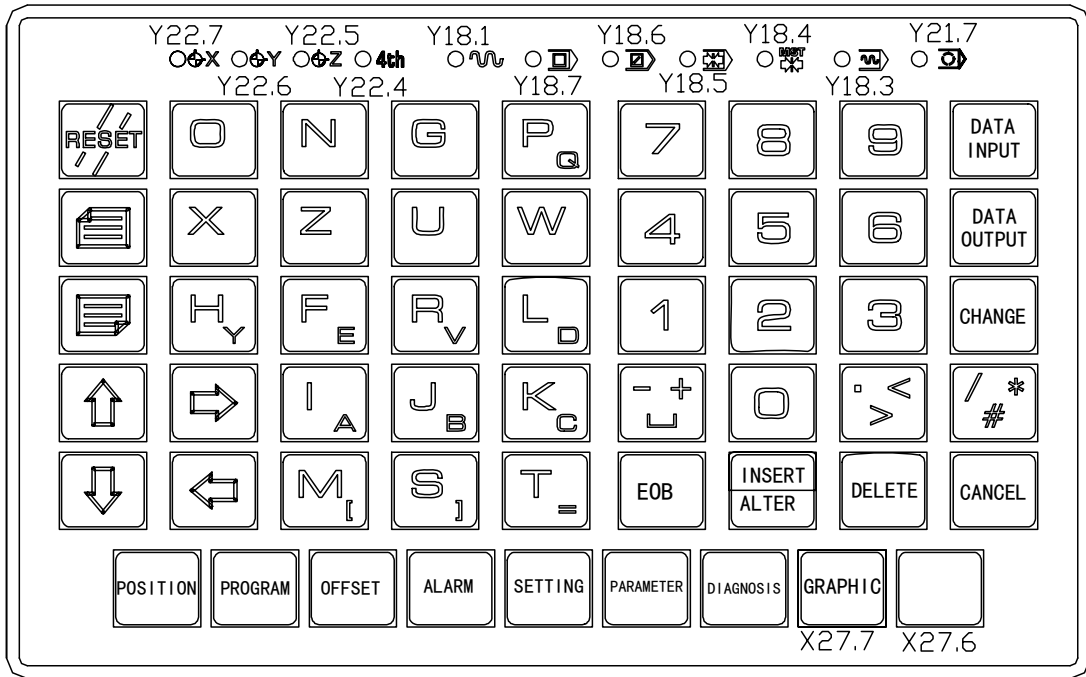 Y22.7 Y22.5 Y18.1 Y18.6 Y18.4 Y21.7
X Y Z 4th MST
Y22.6 Y22.4 Y18.7 Y18.5 Y18.3
RESET O N G P Q 7 8 9 DATA INPUT
X Z U W 4 5 6 DATA OUTPUT
H Y F E R V L D 1 2 3 CHANGE
I A J B K C - + ␣ 0 . < > / * #
M [ S ] T = EOB INSERT ALTER DELETE CANCEL
POSITION PROGRAM OFFSET ALARM SETTING PARAMETER DIAGNOSIS GRAPHIC
X27.7 X27.6